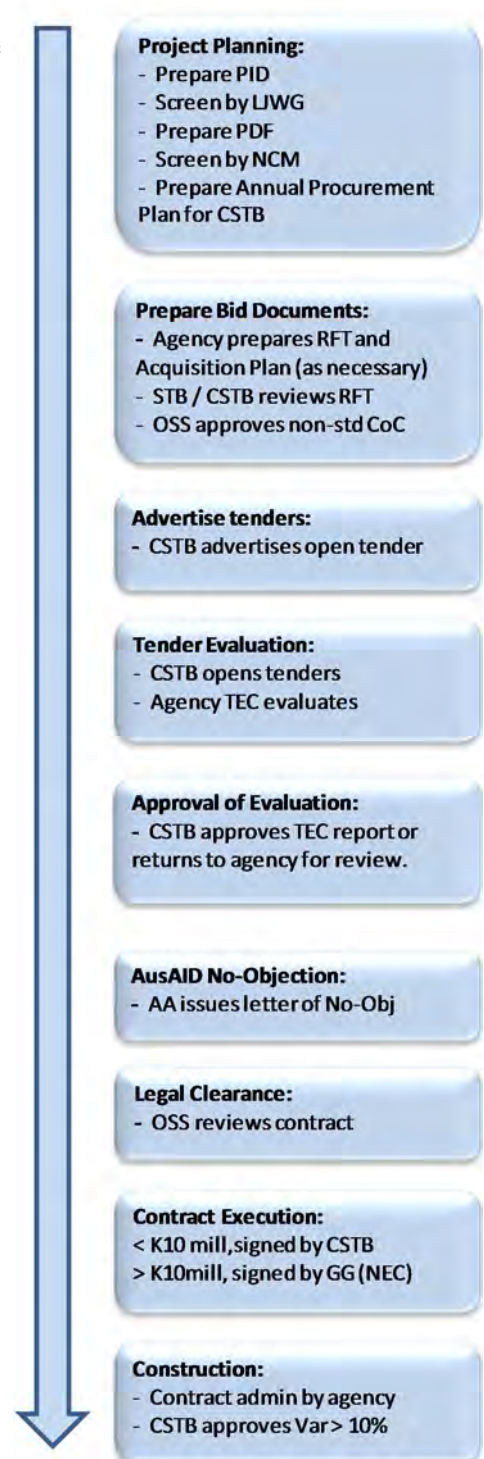 Project Planning:
- Prepare PID
- Screen by LJWG
- Prepare PDF
- Screen by NCM
- Prepare Annual Procurement
Plan for CSTB
Prepare Bid Documents:
- Agency prepares RFT and
Acquisition Plan (as necessary)
- STB / CSTB reviews RFT
- OSS approves non-std CoC
Advertise tenders:
- CSTB advertises open tender
Tender Evaluation:
- CSTB opens tenders
- Agency TEC evaluates
Approval of Evaluation:
- CSTB approves TEC report or
returns to agency for review.
AusAID No-Objection:
- AA issues letter of No-Obj
Legal Clearance:
- OSS reviews contract
Contract Execution:
< K10 mill, signed by CSTB
> K10mill, signed by GG (NEC)
Construction:
- Contract admin by agency
- CSTB approves Var > 10%